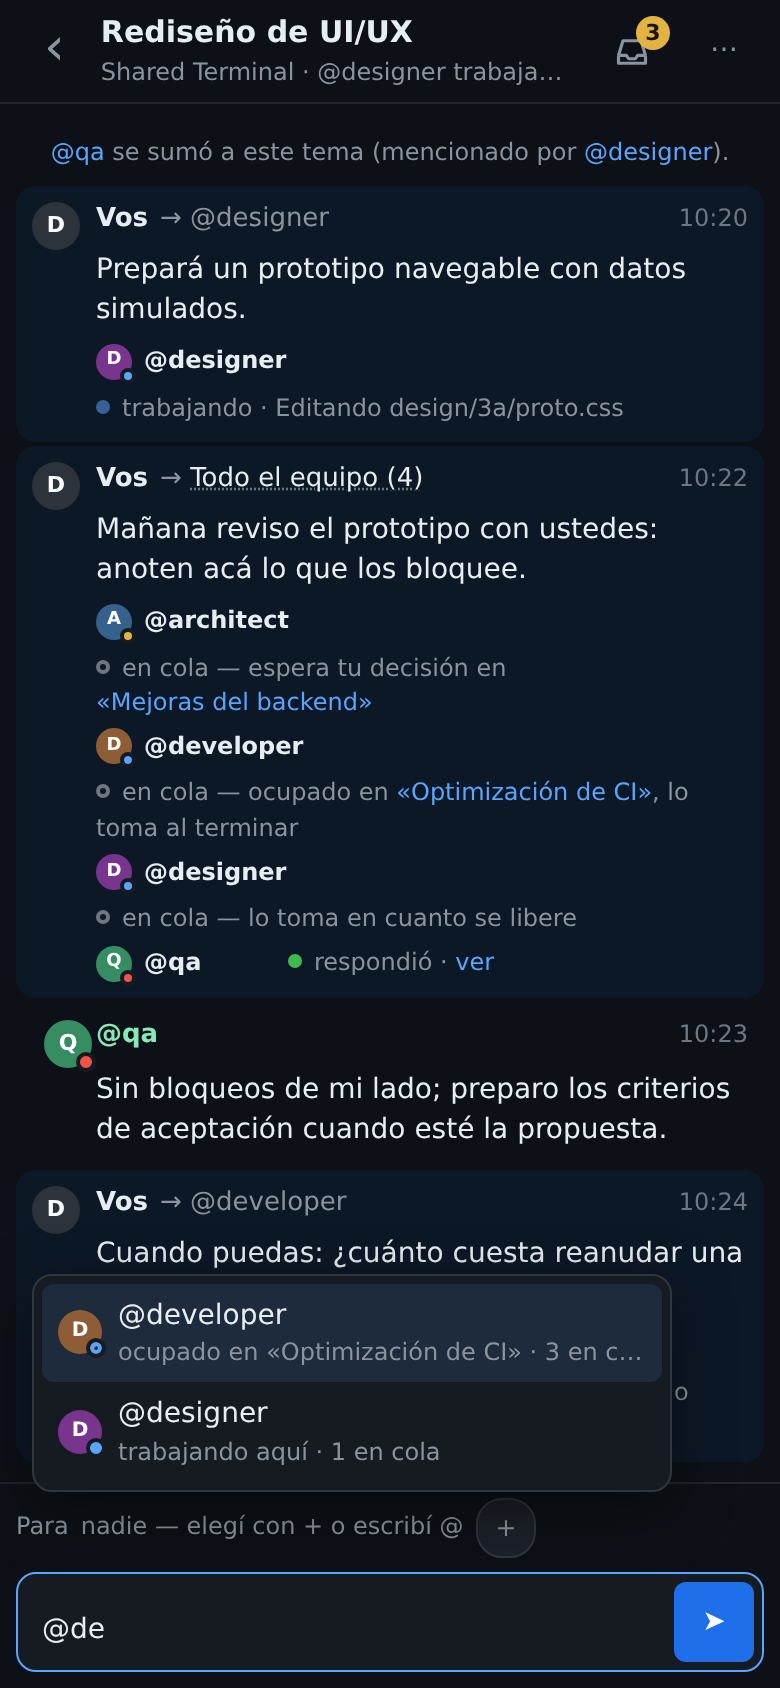 Rediseño de UI/UX
3
Shared Terminal · @designer trabaja…
…
@qa se sumó a este tema (mencionado por @designer).
D
Vos → @designer
10:20
Prepará un prototipo navegable con datos
simulados.
D
@designer
trabajando · Editando design/3a/proto.css
D
Vos → Todo el equipo (4)
10:22
Mañana reviso el prototipo con ustedes:
anoten acá lo que los bloquee.
A
@architect
en cola — espera tu decisión en
«Mejoras del backend»
D
@developer
en cola — ocupado en «Optimización de CI», lo
toma al terminar
D
@designer
en cola — lo toma en cuanto se libere
Q
@qa
respondió · ver
Q
@qa
10:23
Sin bloqueos de mi lado; preparo los criterios
de aceptación cuando esté la propuesta.
D
Vos → @developer
10:24
Cuando puedas: ¿cuánto cuesta reanudar una
D
@developer
ocupado en «Optimización de CI» · 3 en c…
o
D
@designer
trabajando aquí · 1 en cola
Para nadie — elegí con + o escribí @
+
@de